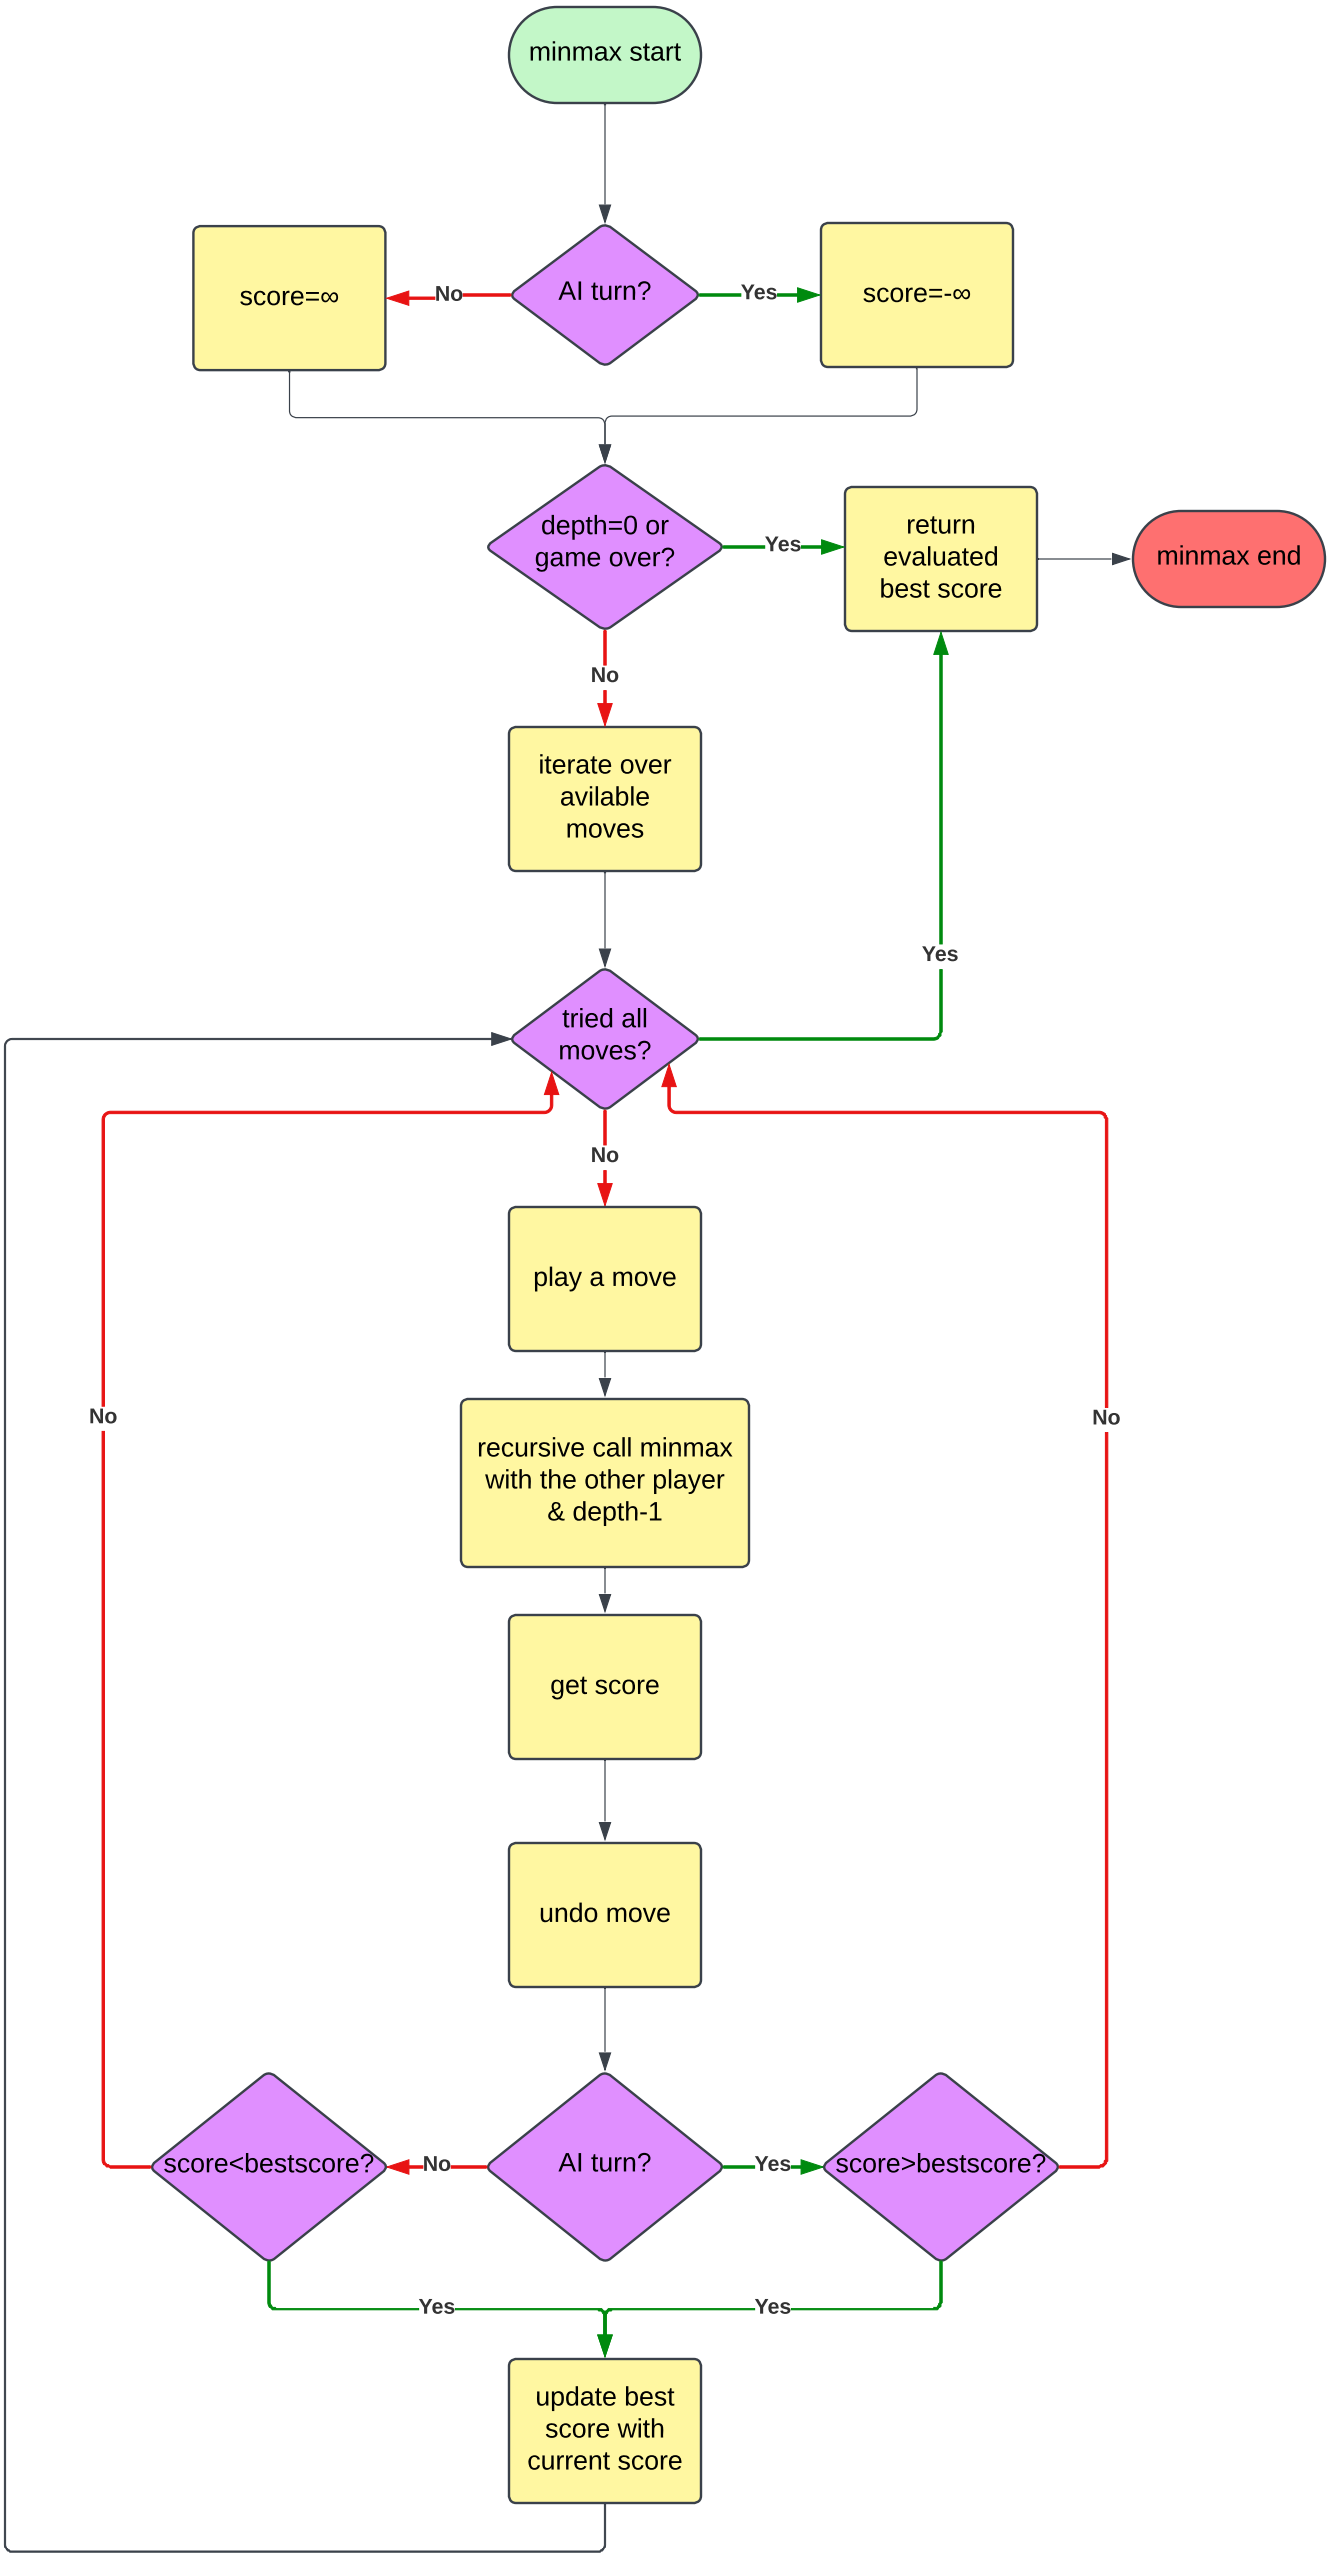 minmax start
score=∞
No
AI turn?
Yes
score=-∞
depth=0 or
game over?
Yes
return
evaluated
best score
minmax end
No
iterate over
avilable
moves
Yes
tried all
moves?
No
play a move
No
No
recursive call minmax
with the other player
& depth-1
get score
undo move
score<bestscore?
No
AI turn?
Yes
score>bestscore?
Yes
Yes
update best
score with
current score